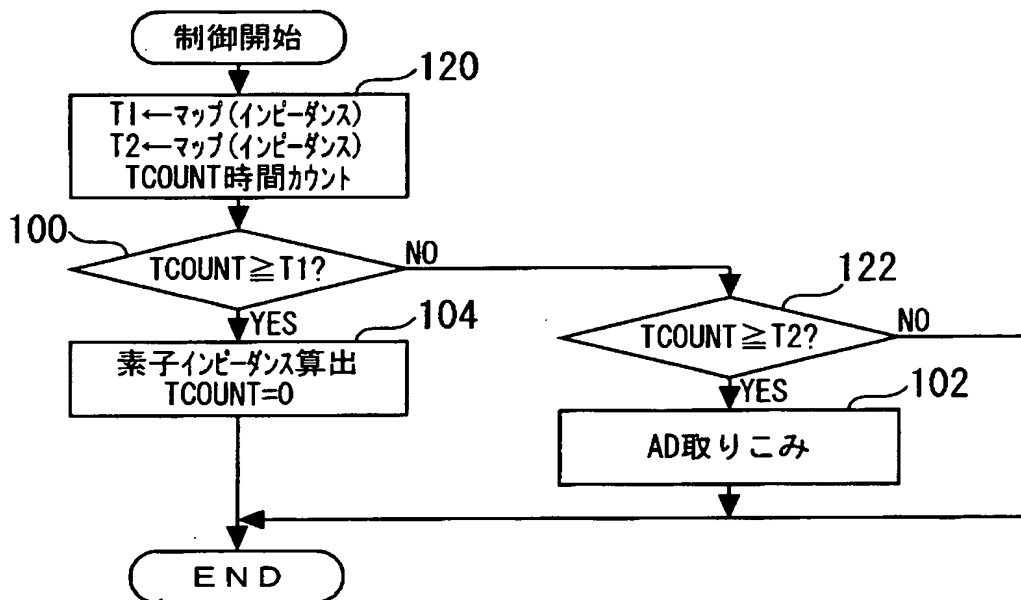 制御開始
120
T1←マップ(インピーダンス)
T2←マップ(インピーダンス)
TCOUNT時間カウント
100
TCOUNT≧T1?
NO
YES
104
素子インピーダンス算出
TCOUNT=0
122
TCOUNT≧T2?
NO
YES
102
AD取りこみ
END